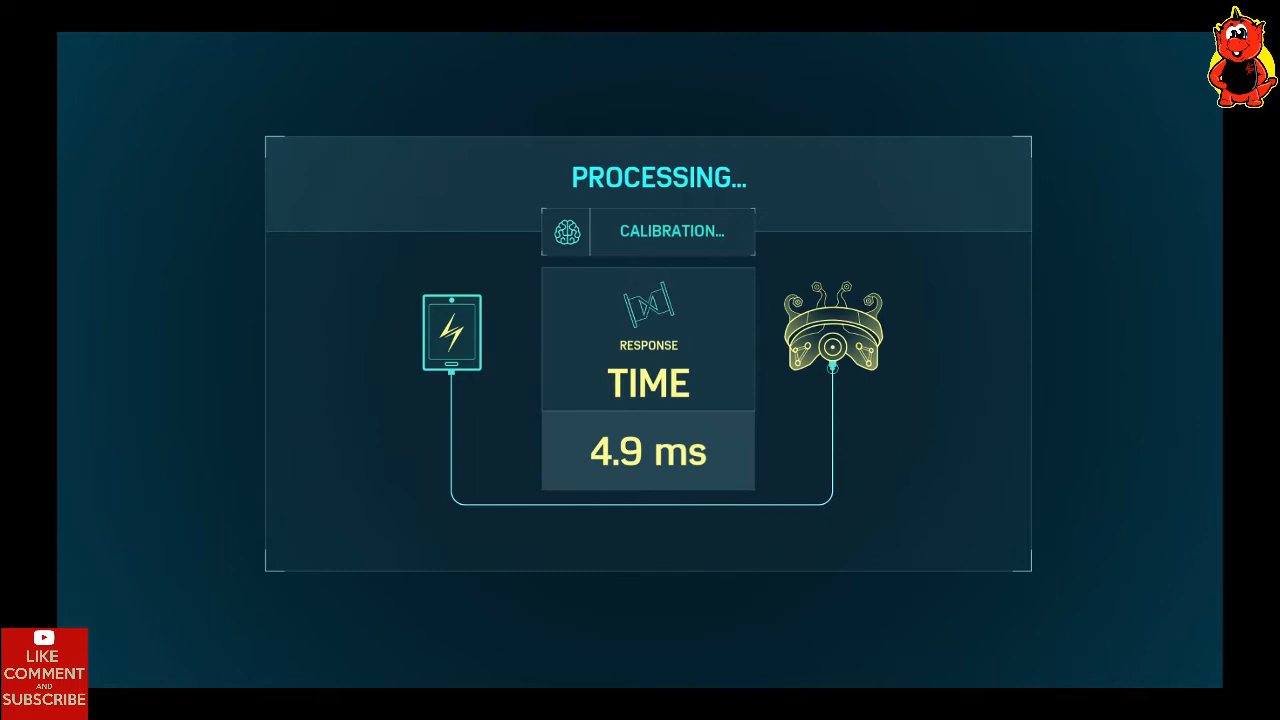 PROCESSING...
CALIBRATION...
RESPONSE
TIME
4.9 ms
LIKE
COMMENT
AND
SUBSCRIBE